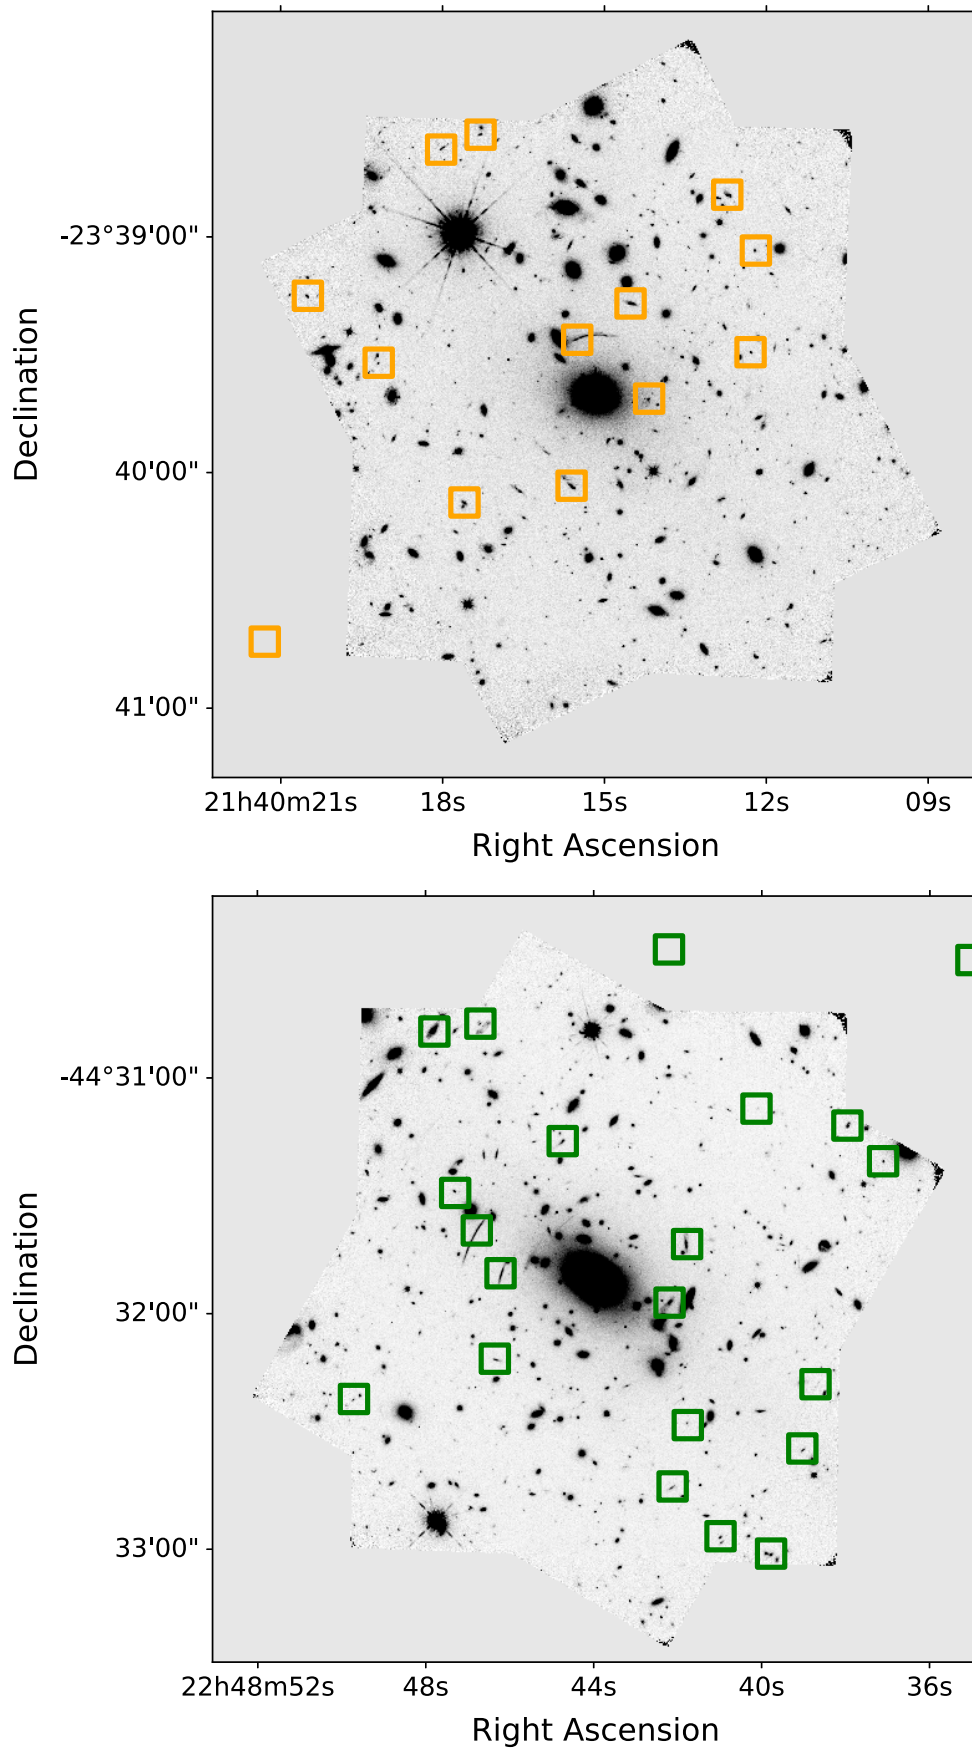 -23°39'00"
40'00"
41'00"
Declination
21h40m21s 18s 15s 12s 09s
Right Ascension
-44°31'00"
32'00"
33'00"
Declination
22h48m52s 48s 44s 40s 36s
Right Ascension